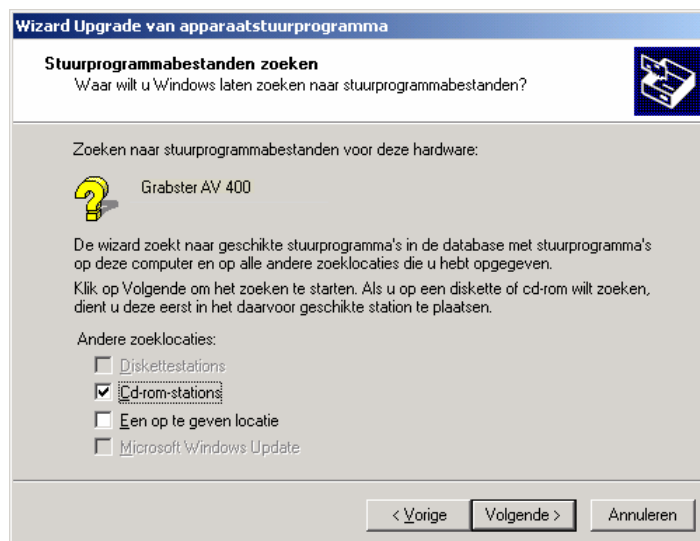 Wizard Upgrade van apparaatstuurprogramma
Stuurprogrammabestanden zoeken
Waar wilt u Windows laten zoeken naar stuurprogrammabestanden?
Zoeken naar stuurprogrammabestanden voor deze hardware:
Grabster AV 400
De wizard zoekt naar geschikte stuurprogramma's in de database met stuurprogramma's
op deze computer en op alle andere zoeklocaties die u hebt opgegeven.
Klik op Volgende om het zoeken te starten. Als u op een diskette of cd-rom wilt zoeken,
dient u deze eerst in het daarvoor geschikte station te plaatsen.
Andere zoeklocaties:
Diskettestations
Cd-rom-stations
Een op te geven locatie
Microsoft Windows Update
< Vorige Volgende > Annuleren